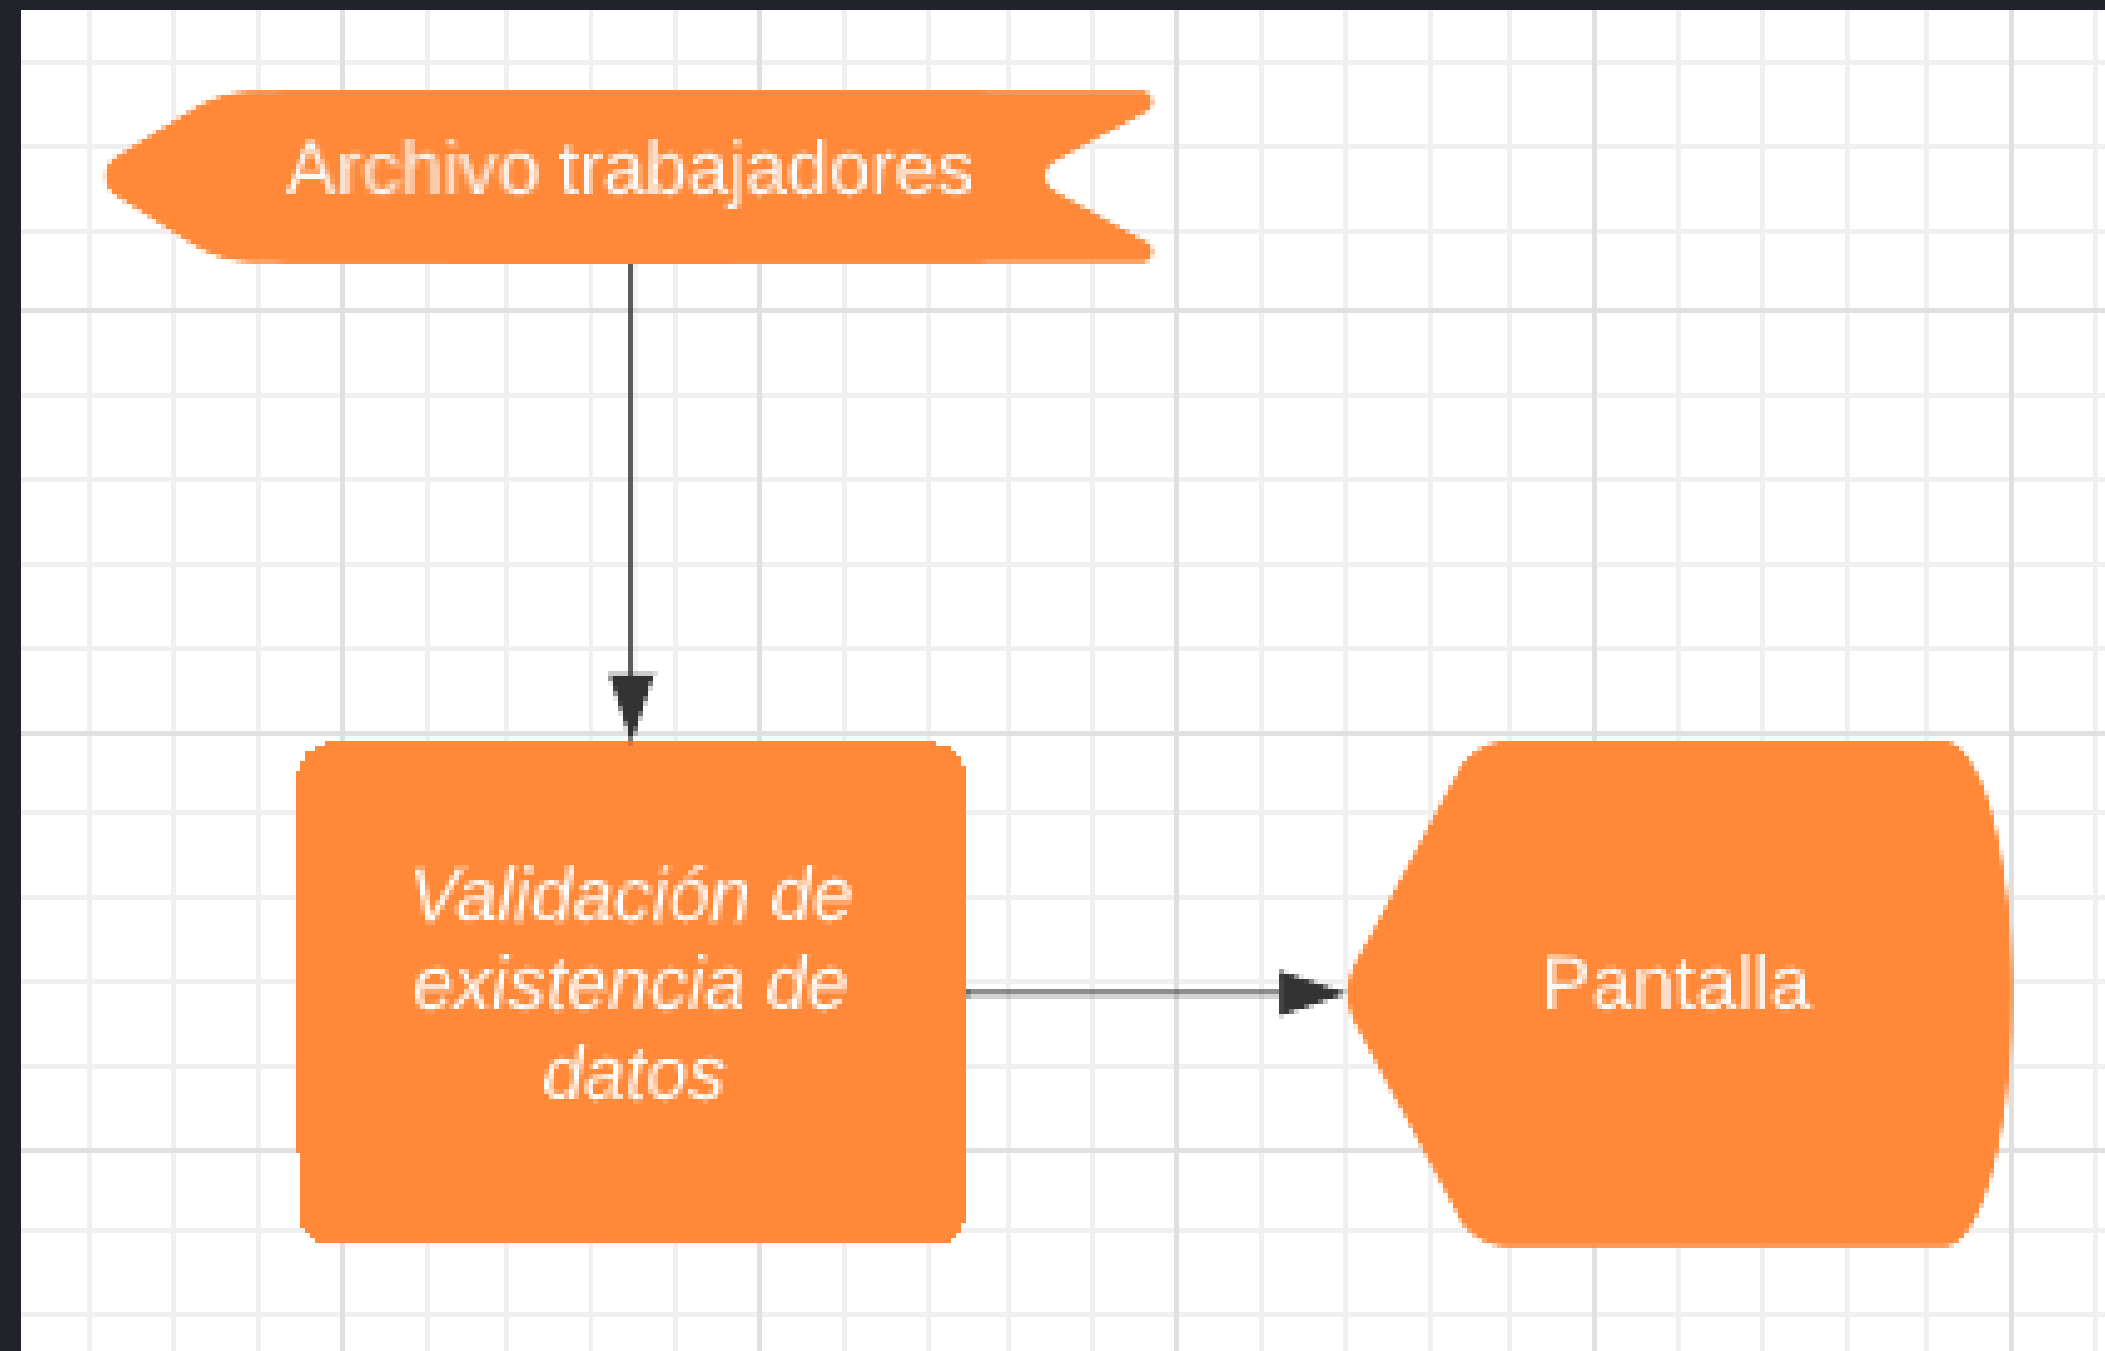 Archivo trabajadores
Validación de
existencia de
datos
Pantalla